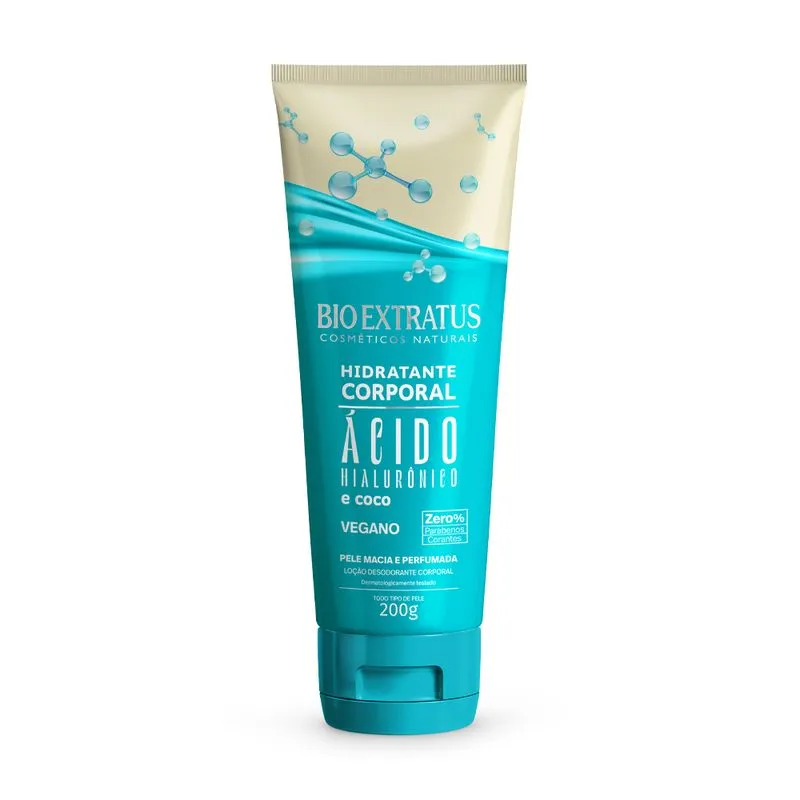 BIO EXTRATUS
COSMÉTICOS NATURAIS
HIDRATANTE
CORPORAL
ÁCIDO
HIALURÔNICO
e coco
VEGANO
Zero%
Parabenos
Corantes
PELE MACIA E PERFUMADA
LOÇÃO DESODORANTE CORPORAL
Dermatologicamente testado
TODO TIPO DE PELE
200g